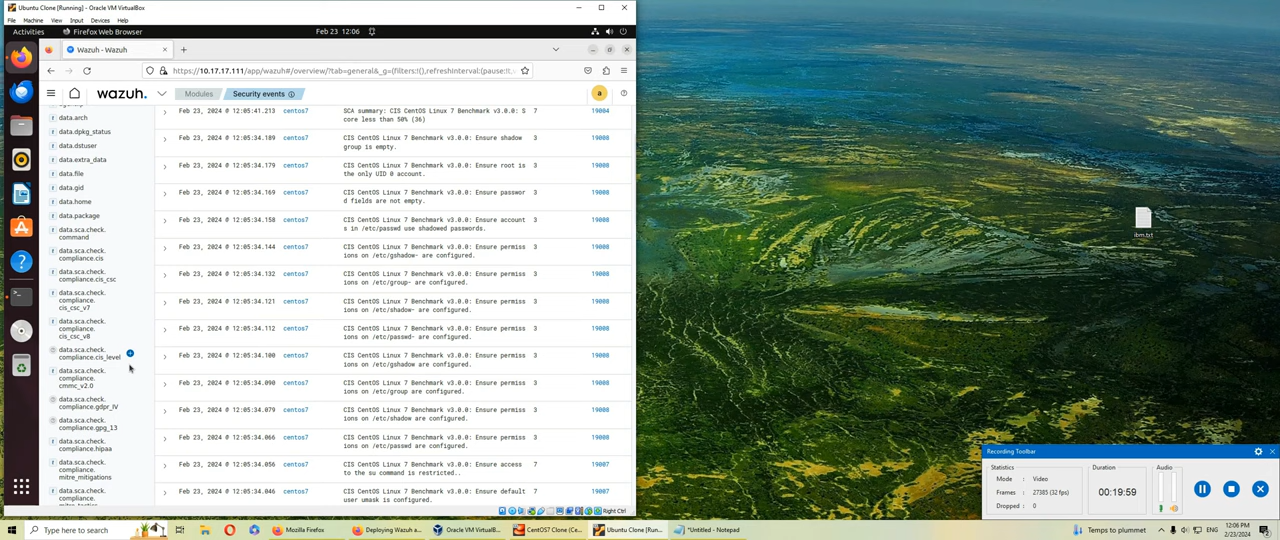 Ubuntu Clone [Running] - Oracle VM VirtualBox
File Machine View Input Devices Help
Activities Firefox Web Browser Feb 23 12:06
Wazuh - Wazuh
https://10.17.17.111/app/wazuh#/overview/?tab=general&_g=(filters:!(),refreshInterval:(pause:!t,
wazuh. Modules Security events a
data.arch
data.dpkg_status
data.dstuser
data.extra_data
data.file
data.gid
data.home
data.package
data.sca.check.
command
data.sca.check.
compliance.cis
data.sca.check.
compliance.cis_csc
data.sca.check.
compliance.
cis_csc_v7
data.sca.check.
compliance.
cis_csc_v8
data.sca.check.
compliance.cis_level
data.sca.check.
compliance.
cmmc_v2.0
data.sca.check.
compliance.gdpr_IV
data.sca.check.
compliance.gpg_13
data.sca.check.
compliance.hipaa
data.sca.check.
compliance.
mitre_mitigations
data.sca.check.
compliance.
Feb 23, 2024 @ 12:05:41.213 centos7 SCA summary: CIS CentOS Linux 7 Benchmark v3.0.0: S 7 19004
core less than 50% (36)
Feb 23, 2024 @ 12:05:34.189 centos7 CIS CentOS Linux 7 Benchmark v3.0.0: Ensure shadow 3 19008
group is empty.
Feb 23, 2024 @ 12:05:34.179 centos7 CIS CentOS Linux 7 Benchmark v3.0.0: Ensure root is 3 19008
the only UID 0 account.
Feb 23, 2024 @ 12:05:34.169 centos7 CIS CentOS Linux 7 Benchmark v3.0.0: Ensure passwor 3 19008
d fields are not empty.
Feb 23, 2024 @ 12:05:34.158 centos7 CIS CentOS Linux 7 Benchmark v3.0.0: Ensure account 3 19008
s in /etc/passwd use shadowed passwords.
Feb 23, 2024 @ 12:05:34.144 centos7 CIS CentOS Linux 7 Benchmark v3.0.0: Ensure permiss 3 19008
ions on /etc/gshadow- are configured.
Feb 23, 2024 @ 12:05:34.132 centos7 CIS CentOS Linux 7 Benchmark v3.0.0: Ensure permiss 3 19008
ions on /etc/group- are configured.
Feb 23, 2024 @ 12:05:34.121 centos7 CIS CentOS Linux 7 Benchmark v3.0.0: Ensure permiss 3 19008
ions on /etc/shadow- are configured.
Feb 23, 2024 @ 12:05:34.112 centos7 CIS CentOS Linux 7 Benchmark v3.0.0: Ensure permiss 3 19008
ions on /etc/passwd- are configured.
Feb 23, 2024 @ 12:05:34.100 centos7 CIS CentOS Linux 7 Benchmark v3.0.0: Ensure permiss 3 19008
ions on /etc/gshadow are configured.
Feb 23, 2024 @ 12:05:34.090 centos7 CIS CentOS Linux 7 Benchmark v3.0.0: Ensure permiss 3 19008
ions on /etc/group are configured.
Feb 23, 2024 @ 12:05:34.079 centos7 CIS CentOS Linux 7 Benchmark v3.0.0: Ensure permiss 3 19008
ions on /etc/shadow are configured.
Feb 23, 2024 @ 12:05:34.066 centos7 CIS CentOS Linux 7 Benchmark v3.0.0: Ensure permiss 3 19008
ions on /etc/passwd are configured.
Feb 23, 2024 @ 12:05:34.056 centos7 CIS CentOS Linux 7 Benchmark v3.0.0: Ensure access 7 19007
to the su command is restricted..
Feb 23, 2024 @ 12:05:34.046 centos7 CIS CentOS Linux 7 Benchmark v3.0.0: Ensure default 7 19007
user umask is configured.
Right Ctrl
ibm.txt
Recording Toolbar
Statistics Duration Audio
Mode : Video
Frames : 27385 (32 fps) 00:19:59
Dropped : 0
Type here to search Mozilla Firefox Deploying Wazuh a... Oracle VM VirtualB... CentOS7 Clone (Ce... Ubuntu Clone [Run... *Untitled - Notepad Temps to plummet ENG 12:06 PM
2/23/2024